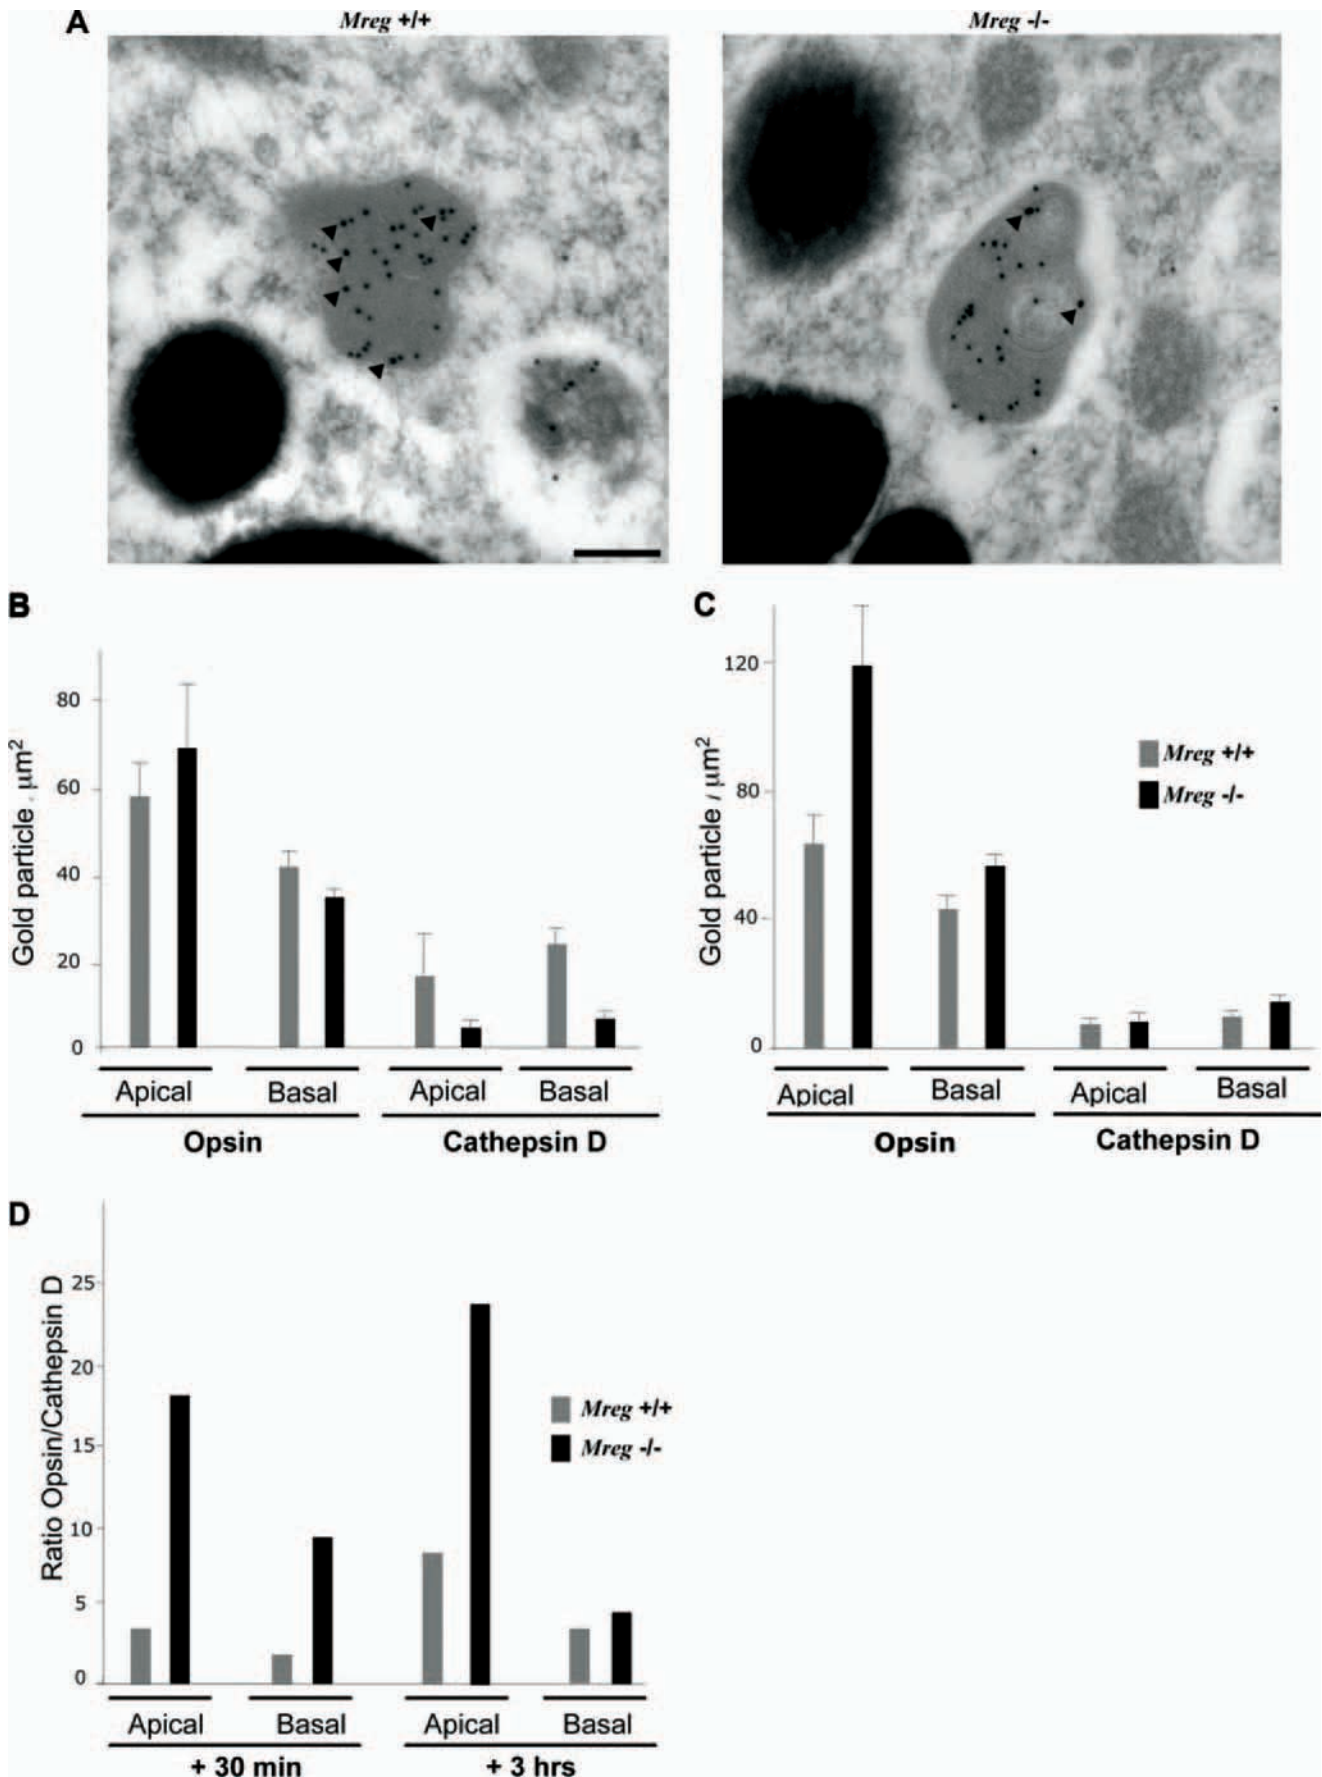 A
Mreg +/+
Mreg -/-
B
Gold particle . μm2
80
60
40
20
0
Apical
Basal
Apical
Basal
Opsin
Cathepsin D
C
Gold particle / μm2
120
80
40
0
Mreg +/+
Mreg -/-
Apical
Basal
Apical
Basal
Opsin
Cathepsin D
D
Ratio Opsin/Cathepsin D
25
20
15
10
5
0
Mreg +/+
Mreg -/-
Apical
Basal
Apical
Basal
+ 30 min
+ 3 hrs